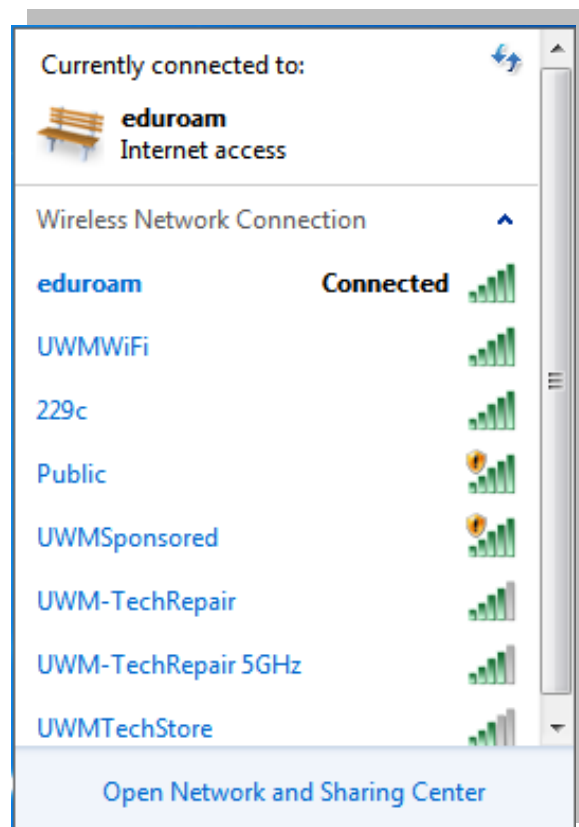 Currently connected to:
eduroam
Internet access
Wireless Network Connection
eduroam Connected
UWMWiFi
229c
Public
UWMSponsored
UWM-TechRepair
UWM-TechRepair 5GHz
UWMTechStore
Open Network and Sharing Center